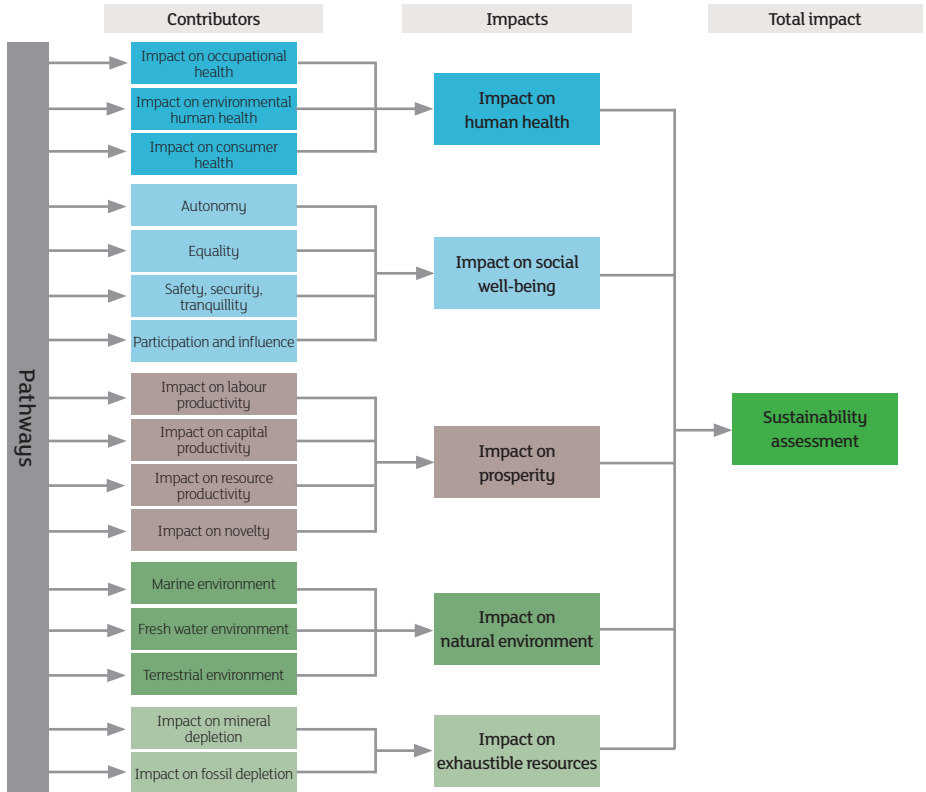 Contributors
Impacts
Total impact
Pathways
Impact on occupational
health
Impact on environmental
human health
Impact on consumer
health
Impact on
human health
Autonomy
Equality
Safety, security,
tranquillity
Participation and influence
Impact on social
well-being
Impact on labour
productivity
Impact on capital
productivity
Impact on resource
productivity
Impact on novelty
Impact on
prosperity
Marine environment
Fresh water environment
Terrestrial environment
Impact on
natural environment
Impact on mineral
depletion
Impact on fossil depletion
Impact on
exhaustible resources
Sustainability
assessment